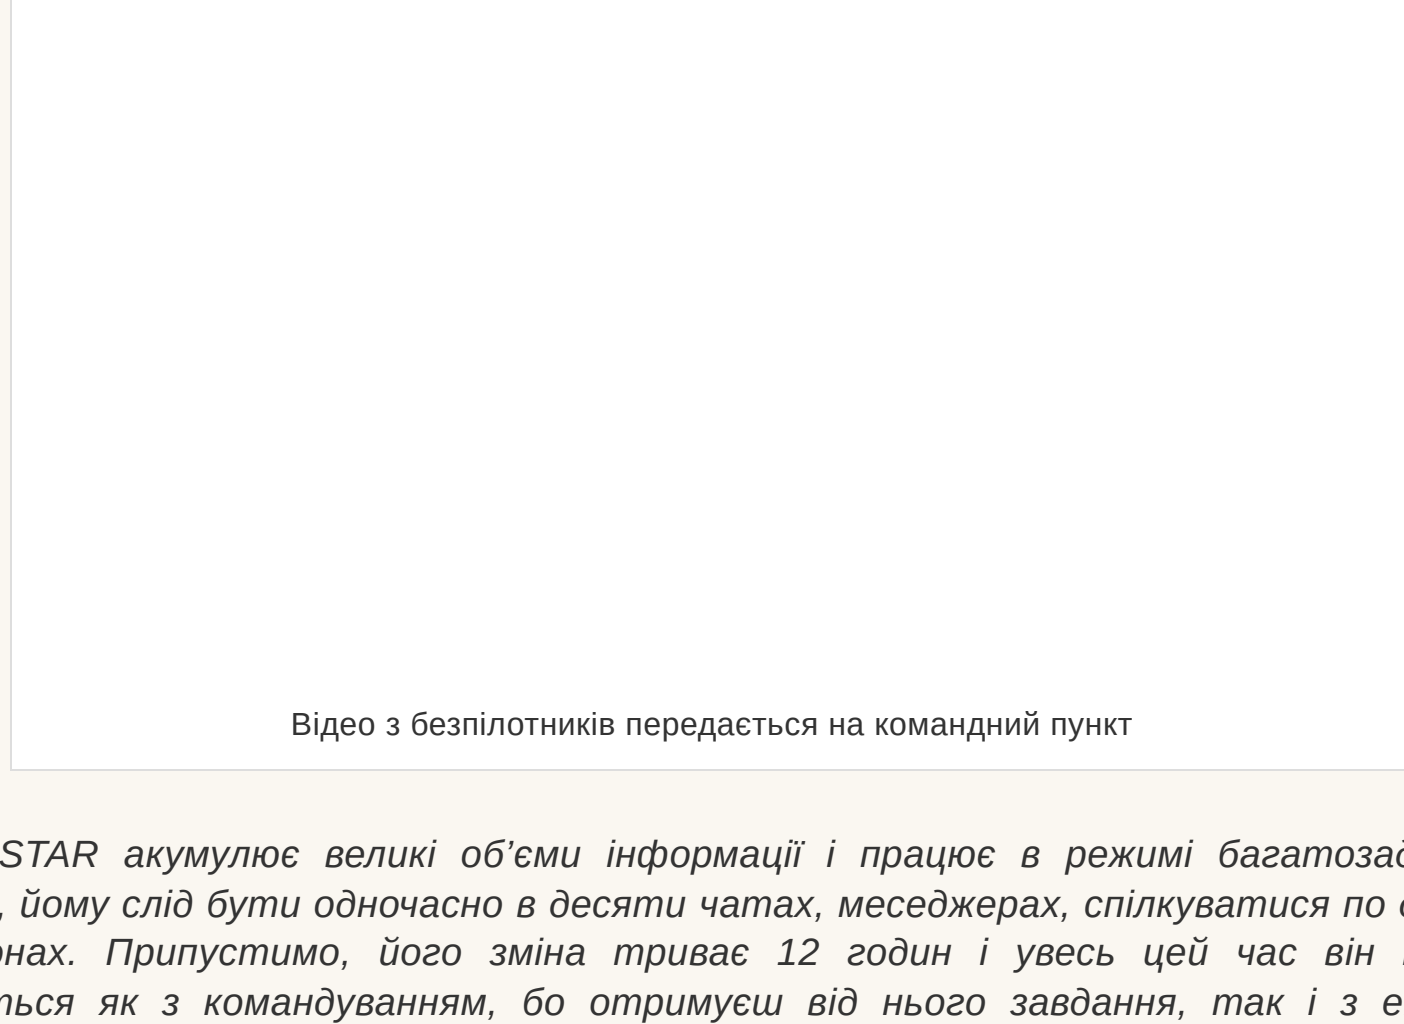 Відео з безпілотників передається на командний пункт
STAR акумулює великі об’єми інформації і працює в режимі
, йому слід бути одночасно в десяти чатах, месенджерах, спілкуватися по
Припустимо, його зміна триває 12 годин і увесь цей час він
як з командуванням, бо отримуєш від нього завдання, так і з